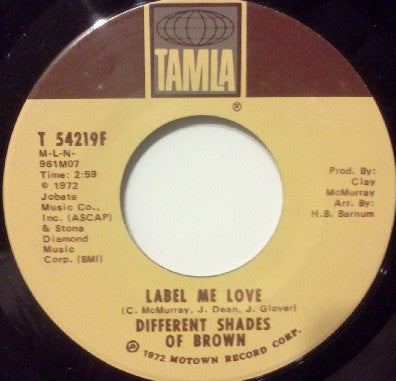 TAMLA
®
T 54219F
M-L-N-
961M07
Time: 2:59
© 1972
Jobete
Music Co.,
Inc. (ASCAP)
& Stone
Diamond
Music
Corp. (BMI)
Prod. By:
Clay
McMurray
Arr. By:
H.B. Barnum
LABEL ME LOVE
(C. McMurray, J. Dean, J. Glover)
DIFFERENT SHADES
OF BROWN
℗ 1972 MOTOWN RECORD CORP.